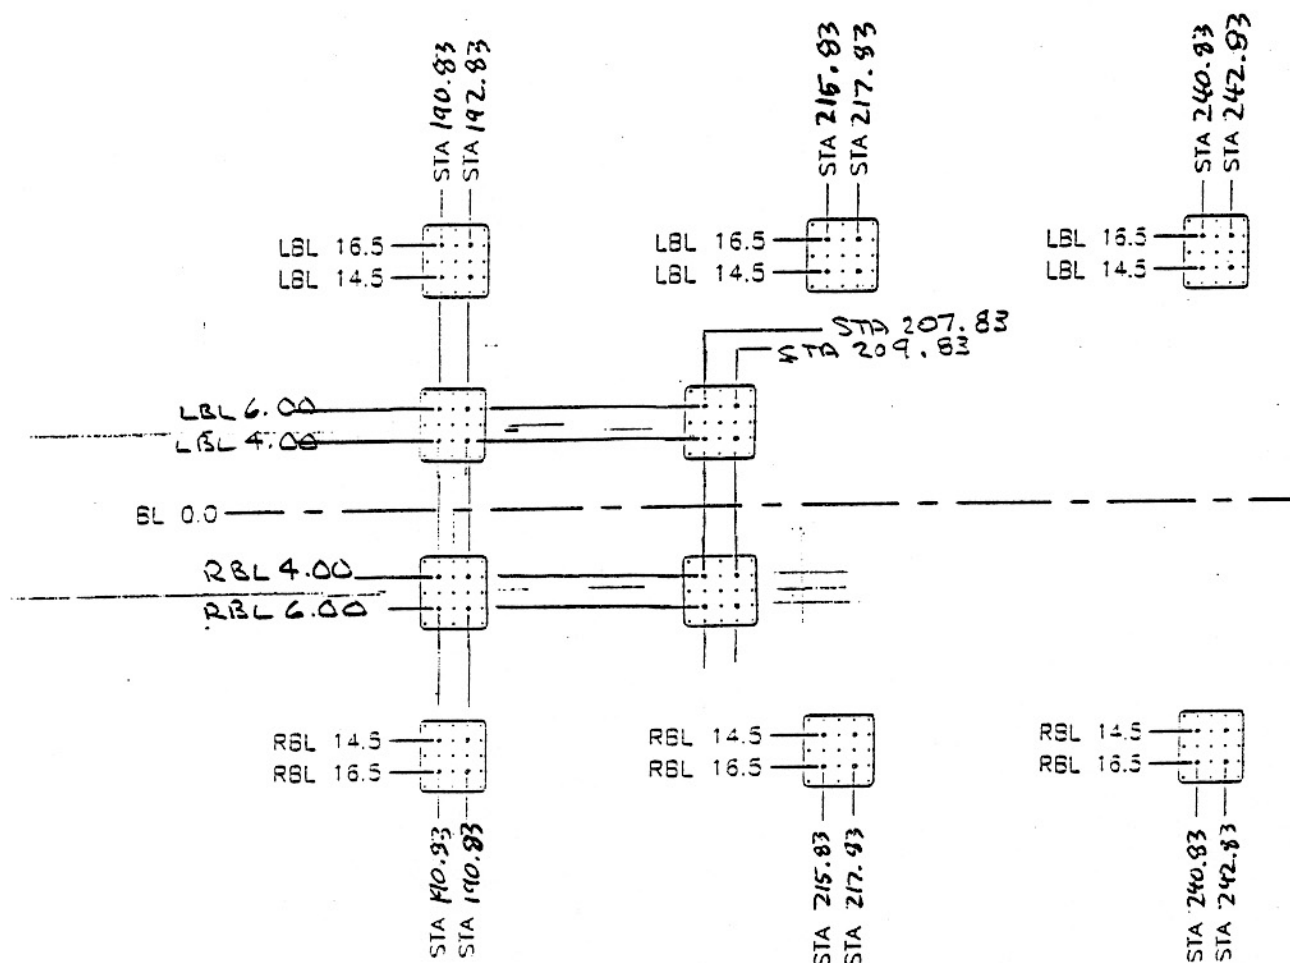 STA 190.83
STA 192.83
STA 215.83
STA 217.83
STA 240.83
STA 242.83
LBL 16.5
LBL 14.5
LBL 16.5
LBL 14.5
LBL 16.5
LBL 14.5
STA 207.83
STA 209.83
LBL 6.00
LBL 4.00
BL 0.0
RBL 4.00
RBL 6.00
RBL 14.5
RBL 16.5
RBL 14.5
RBL 16.5
RBL 14.5
RBL 16.5
STA 190.83
STA 190.83
STA 215.83
STA 217.83
STA 240.83
STA 242.83